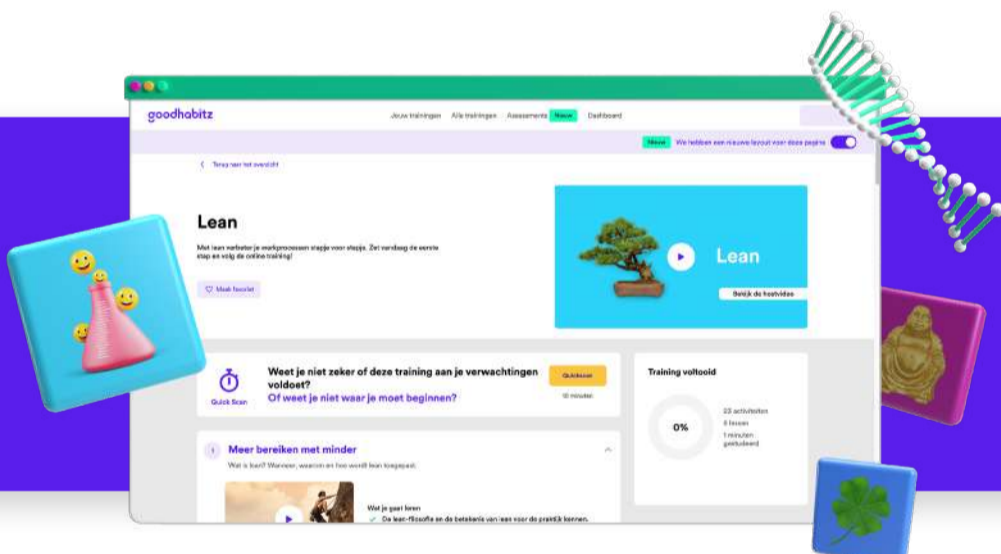 goodhabitz
Jouw trainingen Alle trainingen Assessments Nieuw Dashboard
Nieuw We hebben een nieuwe layout voor deze pagina
Terug naar het overzicht
Lean
Met lean verbeter je werkprocessen stapje voor stapje. Zet vandaag de eerste
stap en volg de online training!
Maak favoriet
Lean
Bekijk de hostvideo
Quick Scan
Weet je niet zeker of deze training aan je verwachtingen
voldoet?
Of weet je niet waar je moet beginnen?
Quickscan
10 minuten
Training voltooid
0%
23 activiteiten
6 lessen
1 minuten
gestudeerd
1 Meer bereiken met minder
Wat is lean? Wanneer, waarom en hoe wordt lean toegepast.
Wat je gaat leren
De lean-filosofie en de betekenis van lean voor de praktijk kennen.